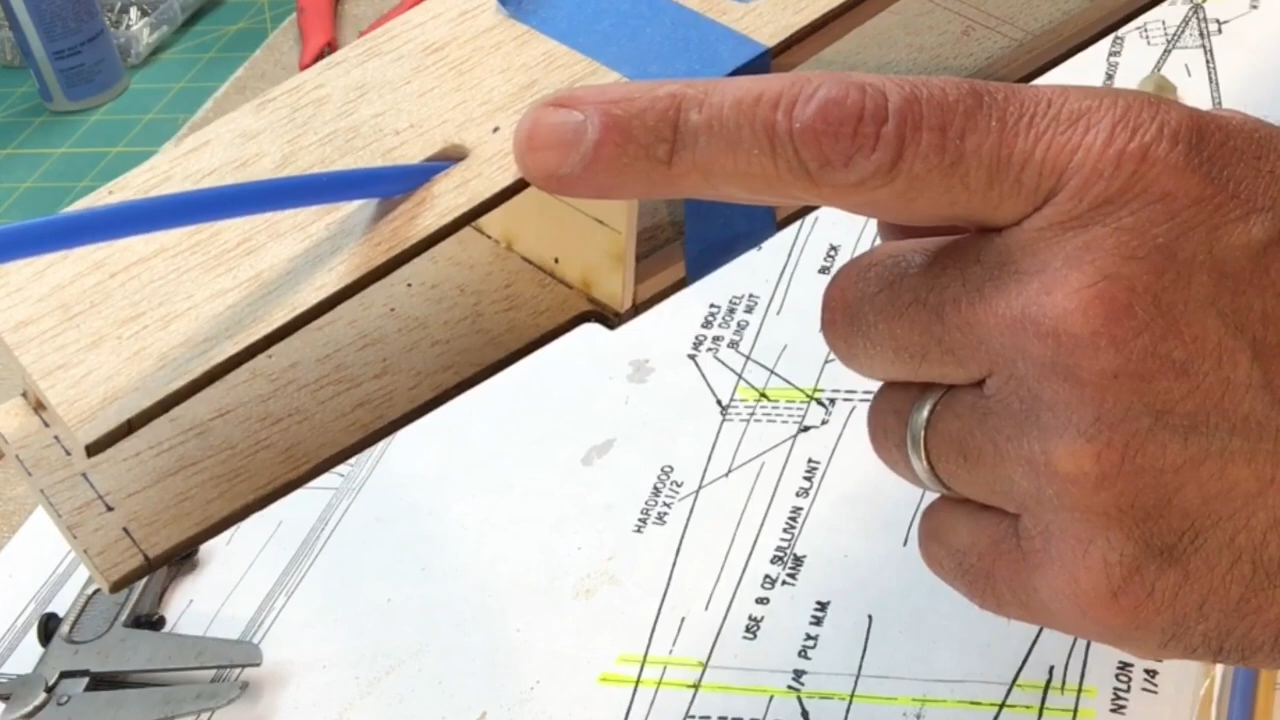 BLOCK
4/40 BOLT
3/8 DOWEL
BLIND NUT
HARDWOOD
1/4 X 1/2
USE 8 OZ. SULLIVAN SLANT
TANK
1/4 PLY M.M.
NYLON
1/4